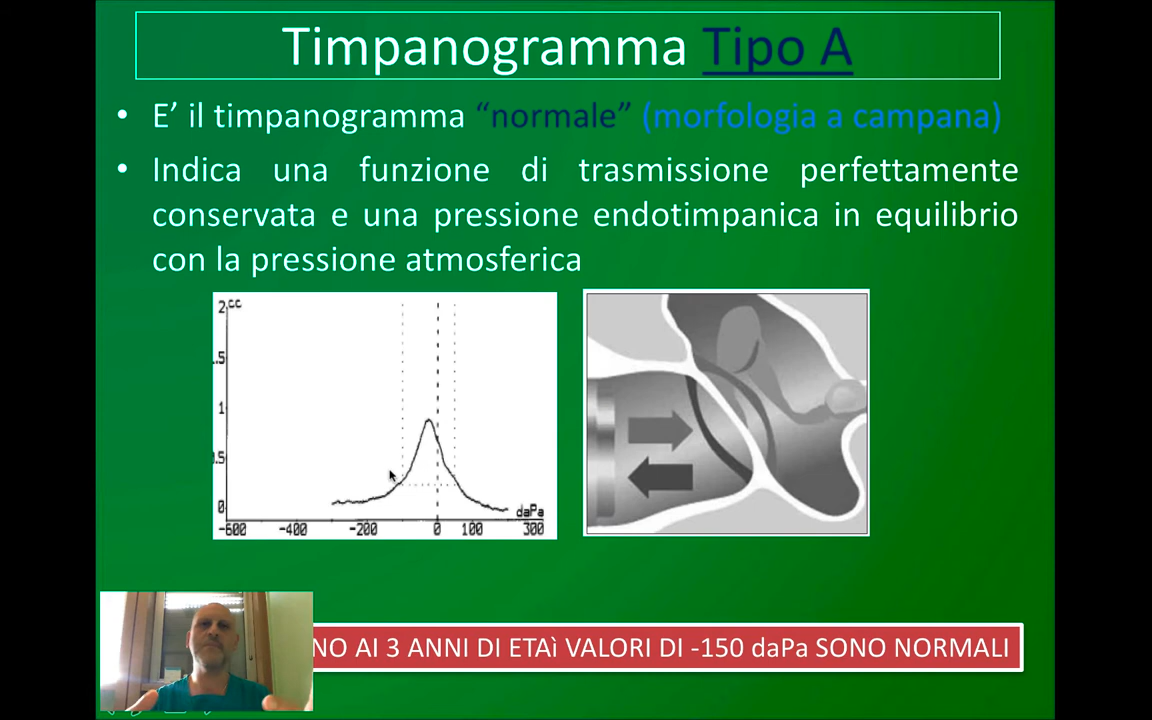 Timpanogramma Tipo A
• E’ il timpanogramma “normale” (morfologia a campana)
• Indica una funzione di trasmissione perfettamente
conservata e una pressione endotimpanica in equilibrio
con la pressione atmosferica
2 cc
.5
1
0.5
0
daPa
-600 -400 -200 0 100 300
NO AI 3 ANNI DI ETAì VALORI DI -150 daPa SONO NORMALI